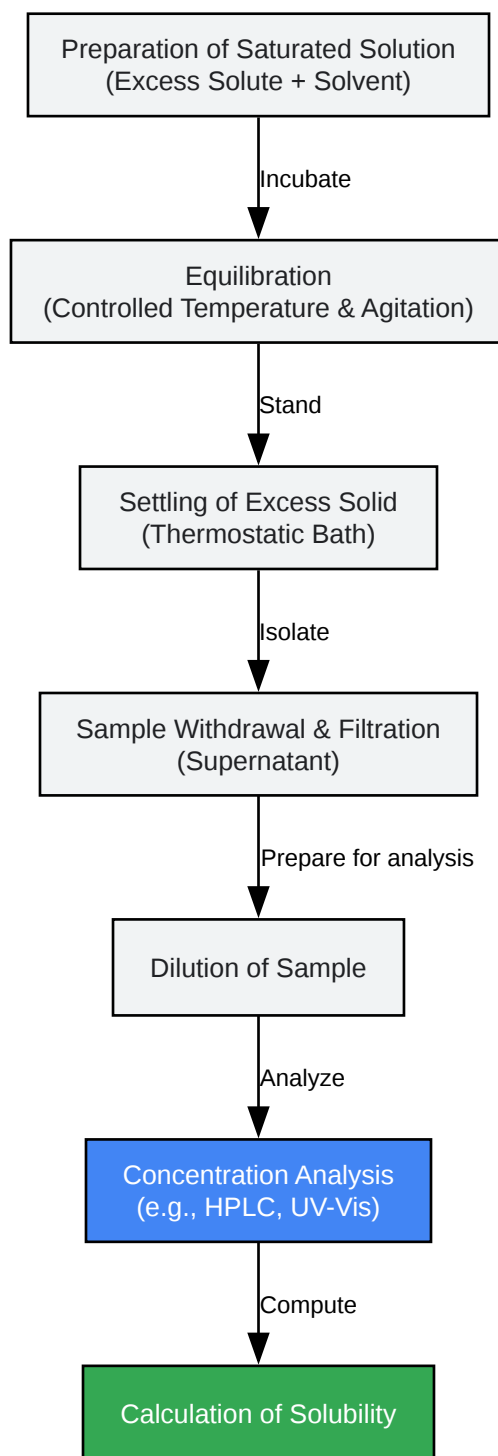 Preparation of Saturated Solution
(Excess Solute + Solvent)
Incubate
Equilibration
(Controlled Temperature & Agitation)
Stand
Settling of Excess Solid
(Thermostatic Bath)
Isolate
Sample Withdrawal & Filtration
(Supernatant)
Prepare for analysis
Dilution of Sample
Analyze
Concentration Analysis
(e.g., HPLC, UV-Vis)
Compute
Calculation of Solubility